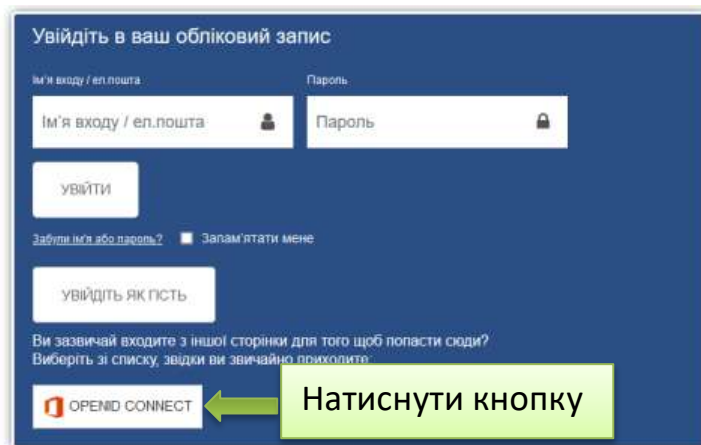 Увійдіть в ваш обліковий запис
Ім'я входу / ел.пошта Пароль
Ім'я входу / ел.пошта Пароль
УВІЙТИ
Забули ім'я або пароль? Запам'ятати мене
УВІЙДІТЬ ЯК ГІСТЬ
Ви зазвичай входите з іншої сторінки для того щоб попасти сюди?
Виберіть зі списку, звідки ви звичайно приходите:
OPENID CONNECT
Натиснути кнопку